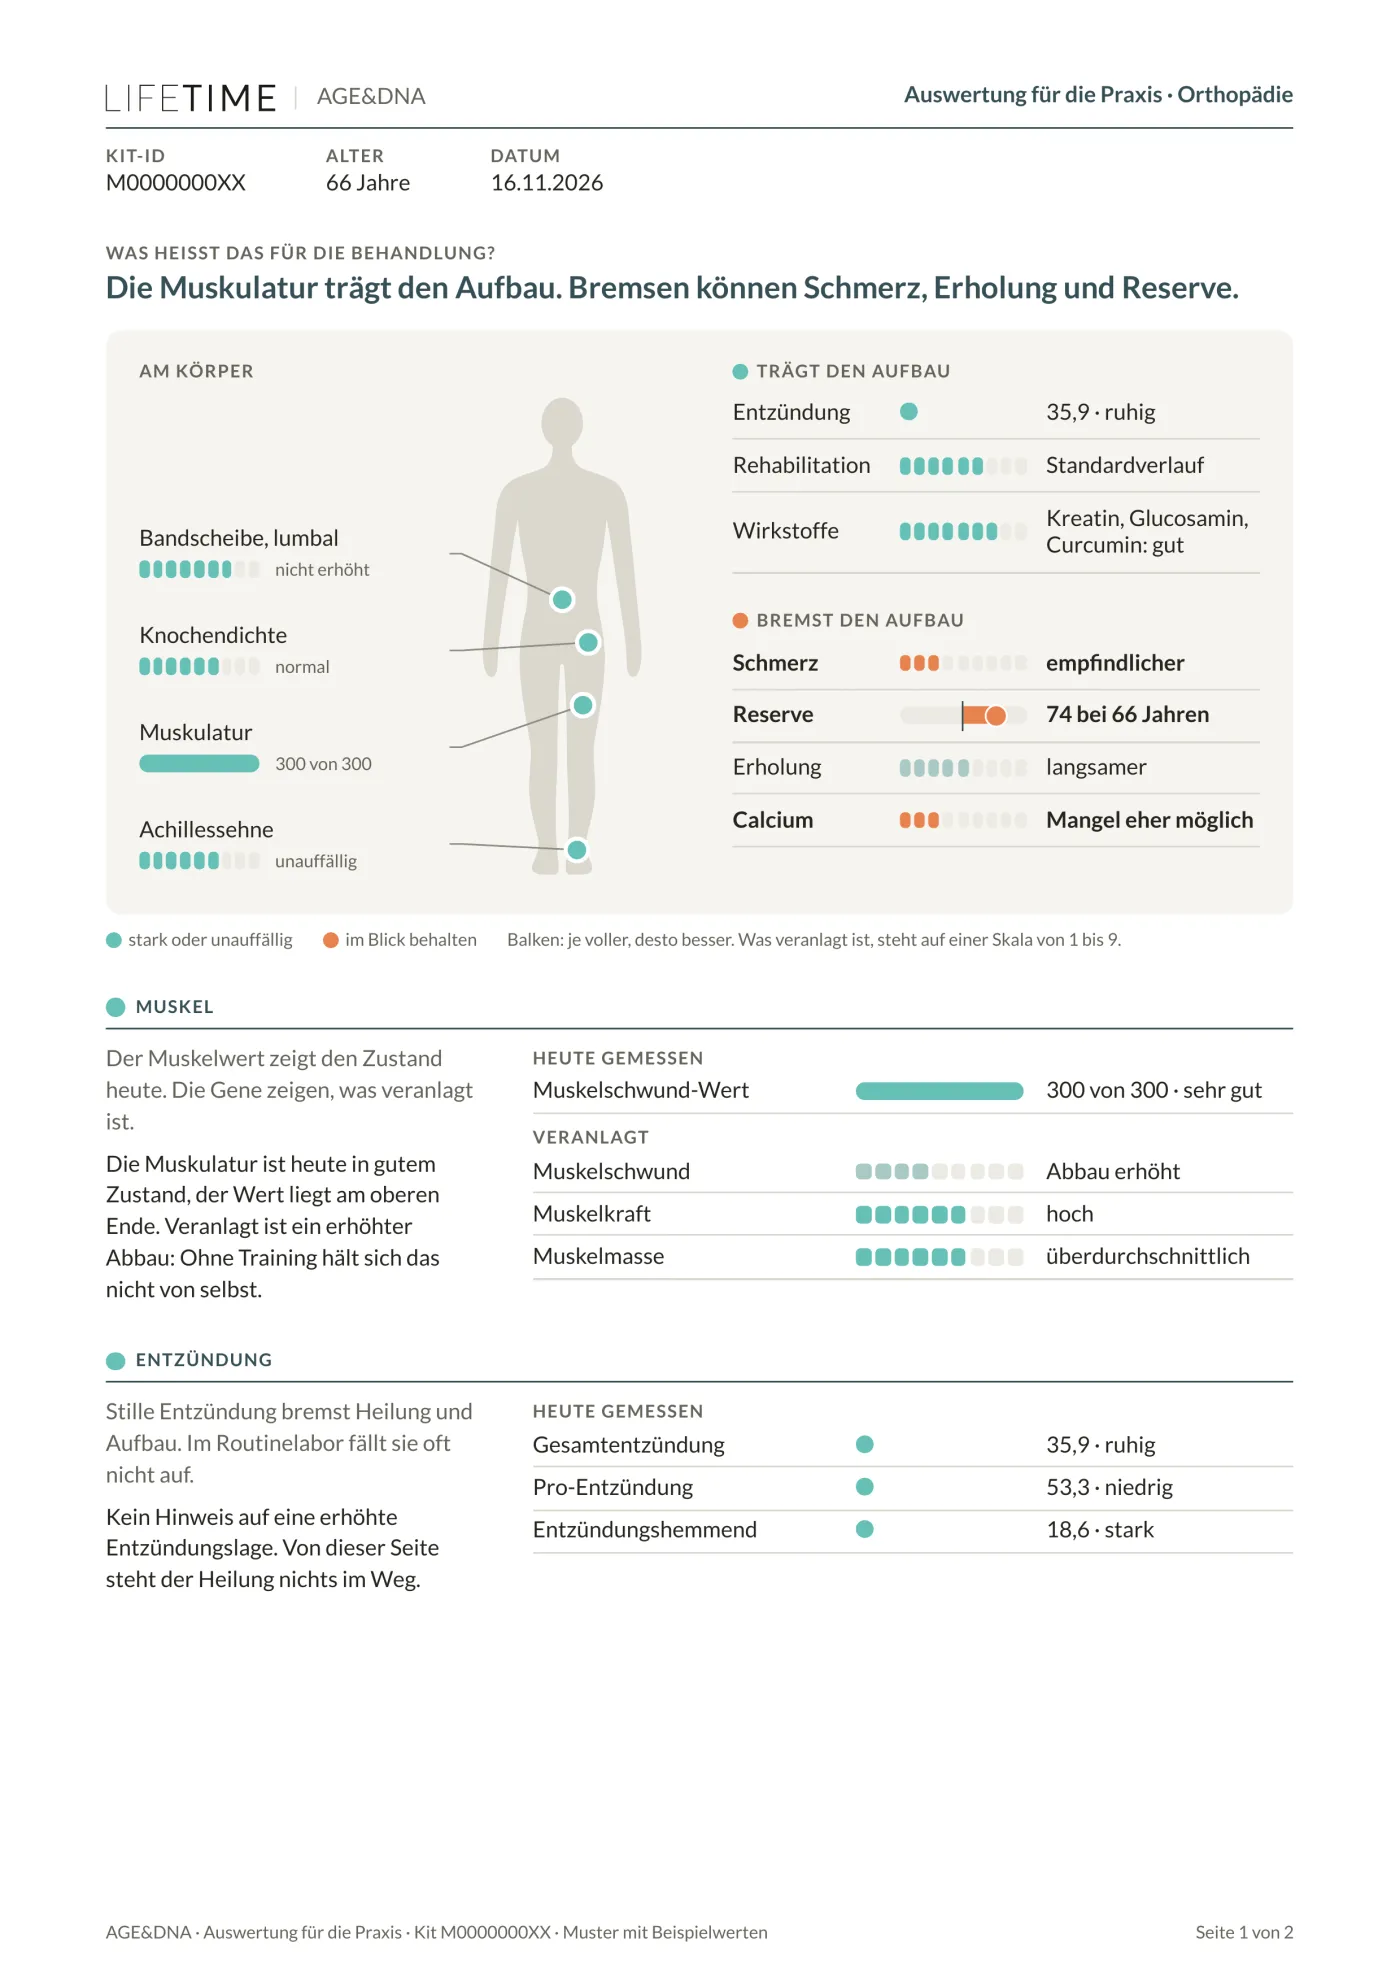 LIFETIME | AGE&DNA
Auswertung für die Praxis · Orthopädie
KIT-ID
M0000000XX
ALTER
66 Jahre
DATUM
16.11.2026
WAS HEISST DAS FÜR DIE BEHANDLUNG?
Die Muskulatur trägt den Aufbau. Bremsen können Schmerz, Erholung und Reserve.
AM KÖRPER
Bandscheibe, lumbal
nicht erhöht
Knochendichte
normal
Muskulatur
300 von 300
Achillessehne
unauffällig
TRÄGT DEN AUFBAU
Entzündung 35,9 · ruhig
Rehabilitation Standardverlauf
Wirkstoffe Kreatin, Glucosamin,
Curcumin: gut
BREMST DEN AUFBAU
Schmerz empfindlicher
Reserve 74 bei 66 Jahren
Erholung langsamer
Calcium Mangel eher möglich
stark oder unauffällig im Blick behalten Balken: je voller, desto besser. Was veranlagt ist, steht auf einer Skala von 1 bis 9.
MUSKEL
Der Muskelwert zeigt den Zustand
heute. Die Gene zeigen, was veranlagt
ist.
Die Muskulatur ist heute in gutem
Zustand, der Wert liegt am oberen
Ende. Veranlagt ist ein erhöhter
Abbau: Ohne Training hält sich das
nicht von selbst.
HEUTE GEMESSEN
Muskelschwund-Wert 300 von 300 · sehr gut
VERANLAGT
Muskelschwund Abbau erhöht
Muskelkraft hoch
Muskelmasse überdurchschnittlich
ENTZÜNDUNG
Stille Entzündung bremst Heilung und
Aufbau. Im Routinelabor fällt sie oft
nicht auf.
Kein Hinweis auf eine erhöhte
Entzündungslage. Von dieser Seite
steht der Heilung nichts im Weg.
HEUTE GEMESSEN
Gesamtentzündung 35,9 · ruhig
Pro-Entzündung 53,3 · niedrig
Entzündungshemmend 18,6 · stark
AGE&DNA · Auswertung für die Praxis · Kit M0000000XX · Muster mit Beispielwerten
Seite 1 von 2